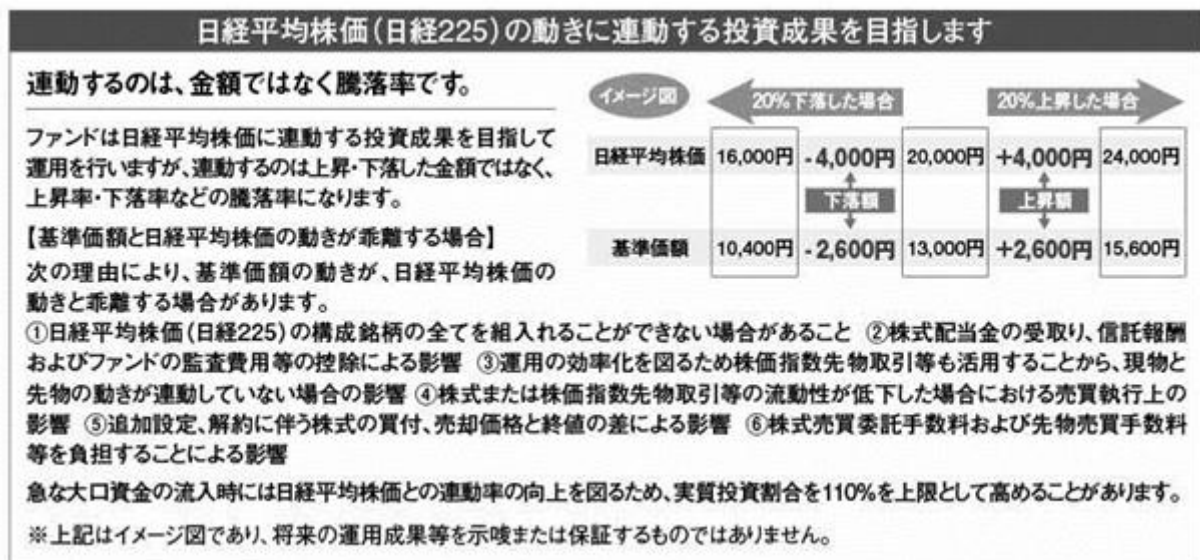 日経平均株価(日経225)の動きに連動する投資成果を目指します
連動するのは、金額ではなく騰落率です。
ファンドは日経平均株価に連動する投資成果を目指して
運用を行いますが、連動するのは上昇・下落した金額ではなく、
上昇率・下落率などの騰落率になります。
【基準価額と日経平均株価の動きが乖離する場合】
次の理由により、基準価額の動きが、日経平均株価の
動きと乖離する場合があります。
イメージ図
20%下落した場合 20%上昇した場合
日経平均株価 16,000円 -4,000円 20,000円 +4,000円 24,000円
下落額 上昇額
基準価額 10,400円 -2,600円 13,000円 +2,600円 15,600円
①日経平均株価(日経225)の構成銘柄の全てを組入れることができない場合があること ②株式配当金の受取り、信託報酬
およびファンドの監査費用等の控除による影響 ③運用の効率化を図るため株価指数先物取引等も活用することから、現物と
先物の動きが連動していない場合の影響 ④株式または株価指数先物取引等の流動性が低下した場合における売買執行上の
影響 ⑤追加設定、解約に伴う株式の買付、売却価格と終値の差による影響 ⑥株式売買委託手数料および先物売買手数料
等を負担することによる影響
急な大口資金の流入時には日経平均株価との連動率の向上を図るため、実質投資割合を110%を上限として高めることがあります。
※上記はイメージ図であり、将来の運用成果等を示唆または保証するものではありません。